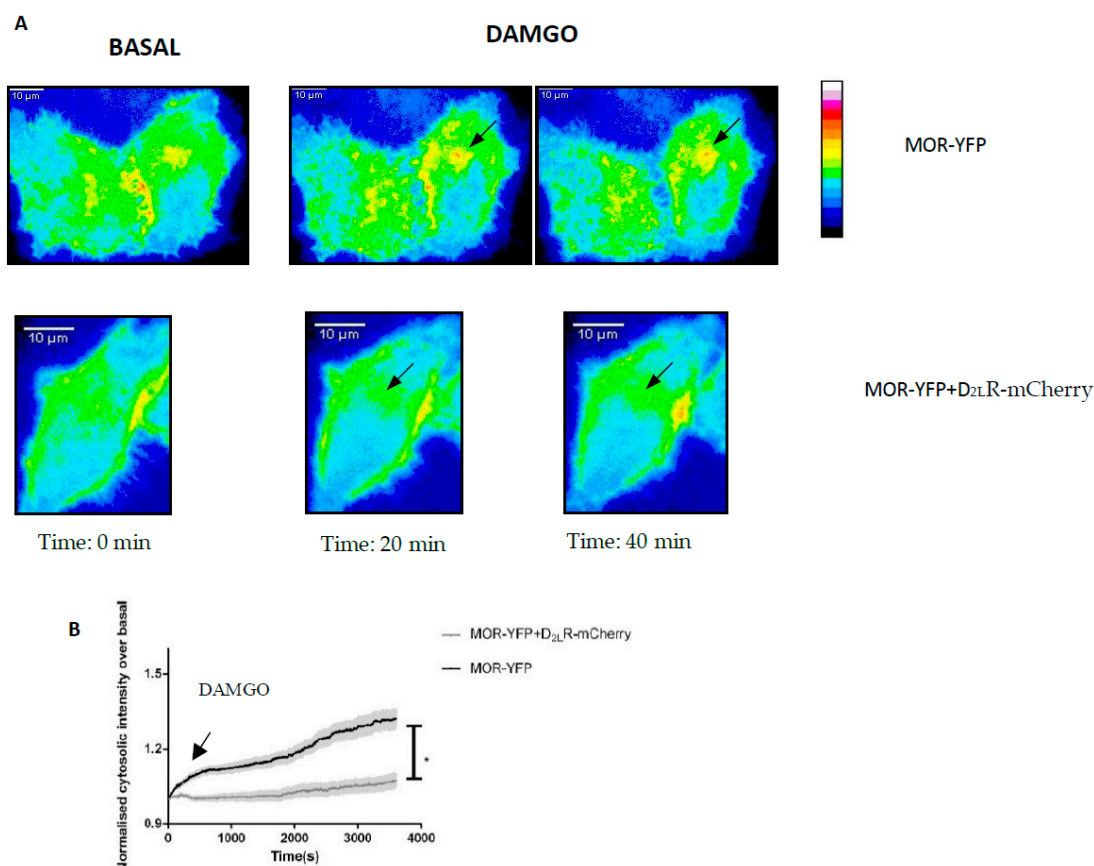 A
BASAL
DAMGO
10 µm
10 µm
10 µm
MOR-YFP
10 µm
10 µm
10 µm
MOR-YFP+D₂LR-mCherry
Time: 0 min
Time: 20 min
Time: 40 min
B
Normalised cytosolic intensity over basal
MOR-YFP+D₂LR-mCherry
MOR-YFP
DAMGO
1.5
1.2
0.9
*
0
1000
2000
3000
4000
Time(s)